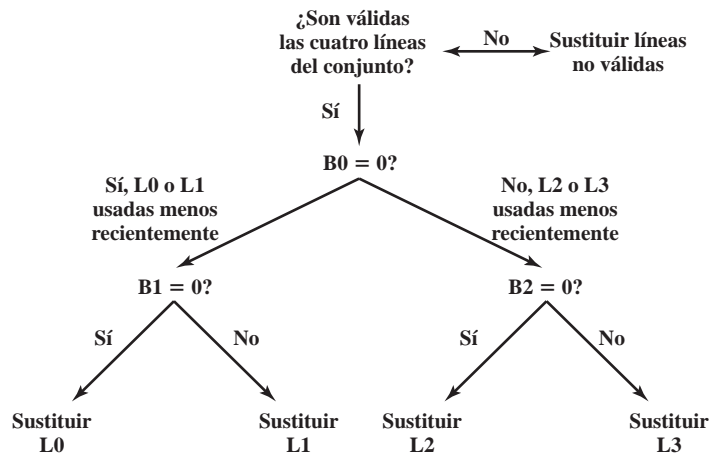 ¿Son válidas
las cuatro líneas
del conjunto?
No
Sustituir líneas
no válidas
Sí
B0 = 0?
Sí, L0 o L1
usadas menos
recientemente
No, L2 o L3
usadas menos
recientemente
B1 = 0?
B2 = 0?
Sí
No
Sí
No
Sustituir
L0
Sustituir
L1
Sustituir
L2
Sustituir
L3